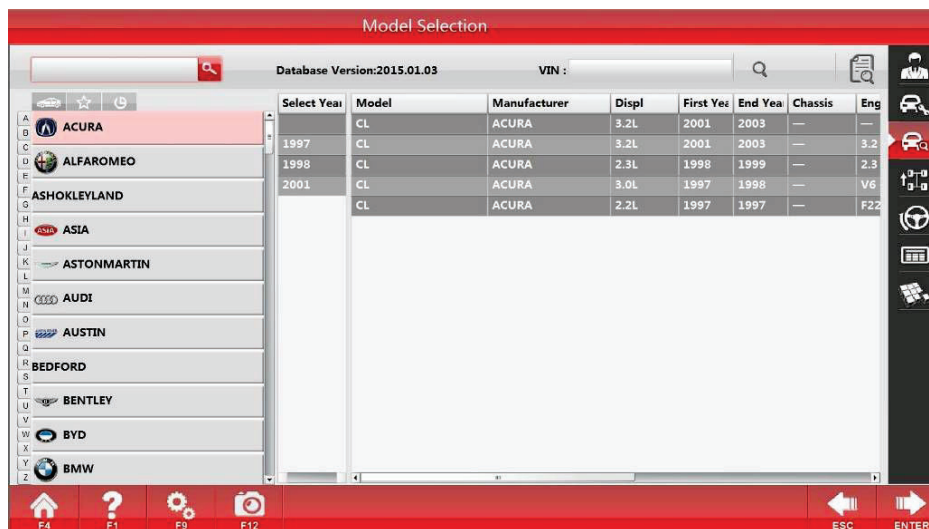 Model Selection
Database Version:2015.01.03 VIN :
Select Year Model Manufacturer Displ First Yea End Yea Chassis Eng
CL ACURA 3.2L 2001 2003 — —
1997 CL ACURA 3.2L 2001 2003 — 3.2
1998 CL ACURA 2.3L 1998 1999 — 2.3
2001 CL ACURA 3.0L 1997 1998 — V6
CL ACURA 2.2L 1997 1997 — F22
A
B
C
D
E
F
G
H
I
J
K
L
M
N
O
P
Q
R
S
T
U
V
W
X
Y
Z
ACURA
ALFAROMEO
ASHOKLEYLAND
ASIA ASIA
ASTONMARTIN
AUDI
AUSTIN
BEDFORD
BENTLEY
BYD
BMW
F4 F1 F9 F12 ESC ENTER